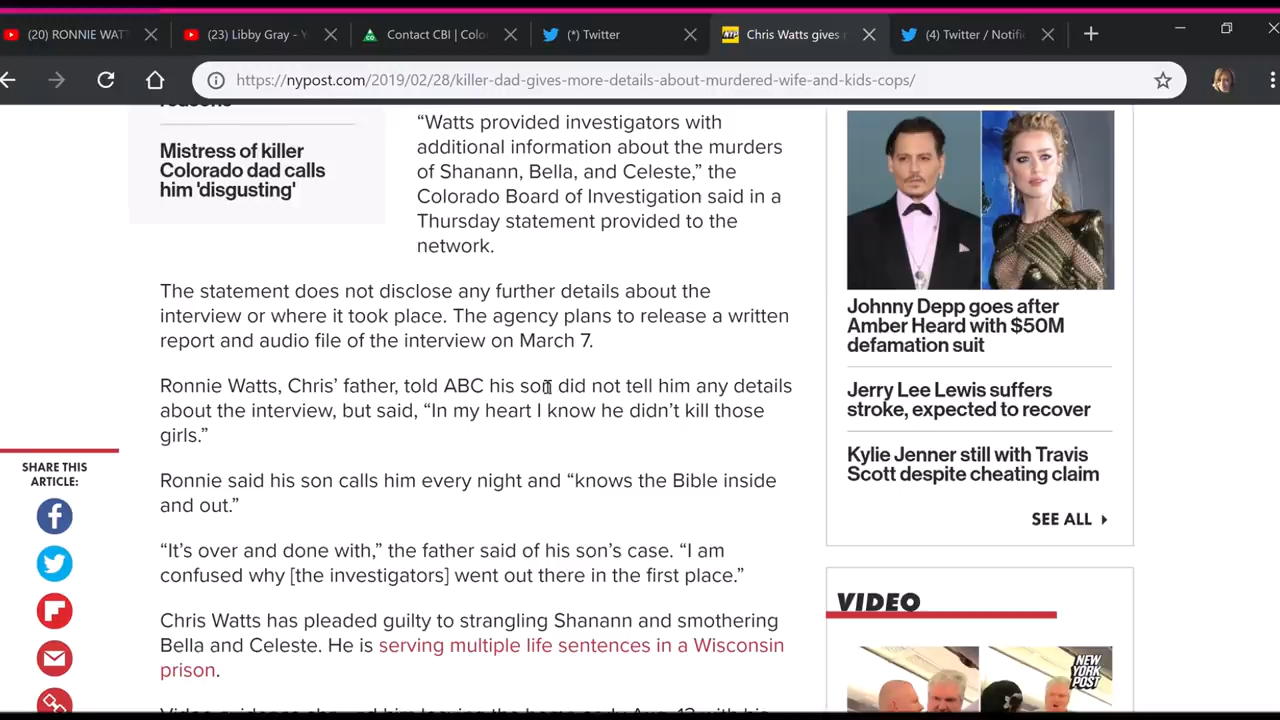 (20) RONNIE WAT
(23) Libby Gray - Y
Contact CBI | Colo
(*) Twitter
Chris Watts gives
(4) Twitter / Notifi
https://nypost.com/2019/02/28/killer-dad-gives-more-details-about-murdered-wife-and-kids-cops/
reasons
Mistress of killer
Colorado dad calls
him 'disgusting'
“Watts provided investigators with
additional information about the murders
of Shanann, Bella, and Celeste,” the
Colorado Board of Investigation said in a
Thursday statement provided to the
network.
The statement does not disclose any further details about the
interview or where it took place. The agency plans to release a written
report and audio file of the interview on March 7.
Ronnie Watts, Chris’ father, told ABC his son did not tell him any details
about the interview, but said, “In my heart I know he didn’t kill those
girls.”
Ronnie said his son calls him every night and “knows the Bible inside
and out.”
“It’s over and done with,” the father said of his son’s case. “I am
confused why [the investigators] went out there in the first place.”
Chris Watts has pleaded guilty to strangling Shanann and smothering
Bella and Celeste. He is serving multiple life sentences in a Wisconsin
prison.
SHARE THIS
ARTICLE:
Johnny Depp goes after
Amber Heard with $50M
defamation suit
Jerry Lee Lewis suffers
stroke, expected to recover
Kylie Jenner still with Travis
Scott despite cheating claim
SEE ALL
VIDEO
NEW
YORK
POST